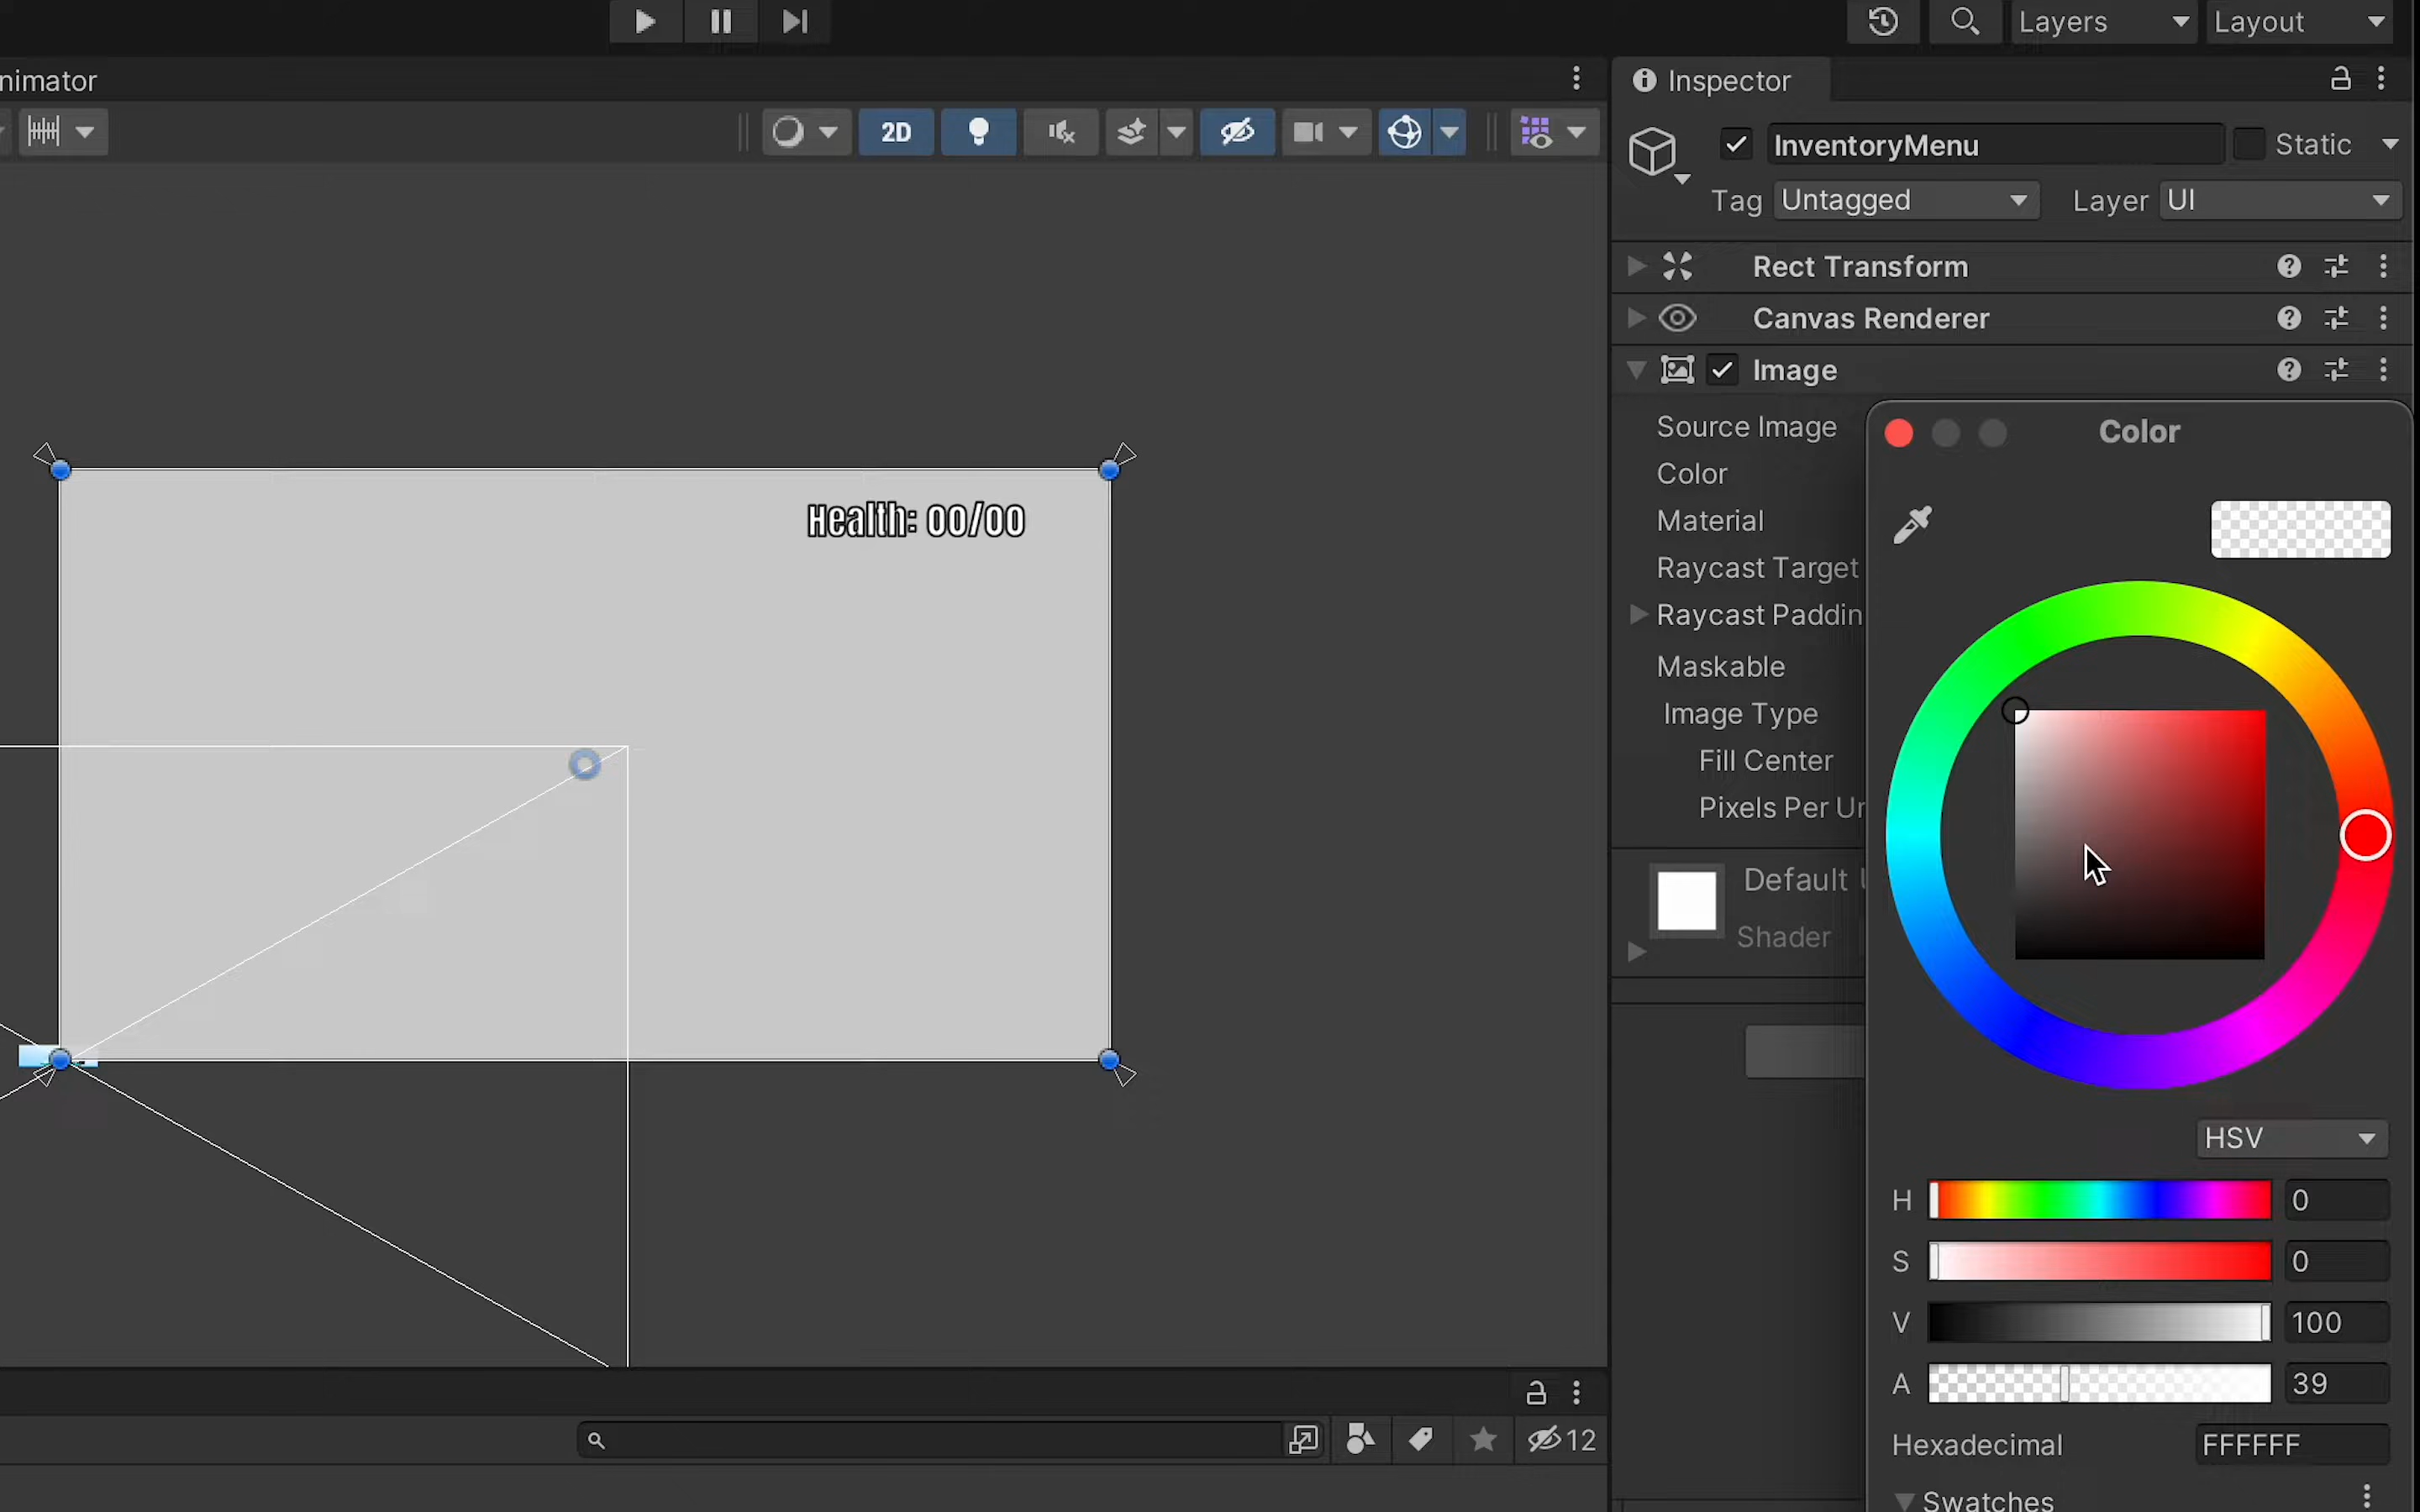 Layers
Layout
nimator
Inspector
2D
InventoryMenu
Static
Tag
Untagged
Layer
UI
Rect Transform
Canvas Renderer
Image
Source Image
Color
Color
Material
Health: 00/00
Raycast Target
Raycast Paddin
Maskable
Image Type
Fill Center
Pixels Per Ur
Default
Shader
HSV
H 0
S 0
V 100
A 39
Hexadecimal FFFFFF
12
Swatches